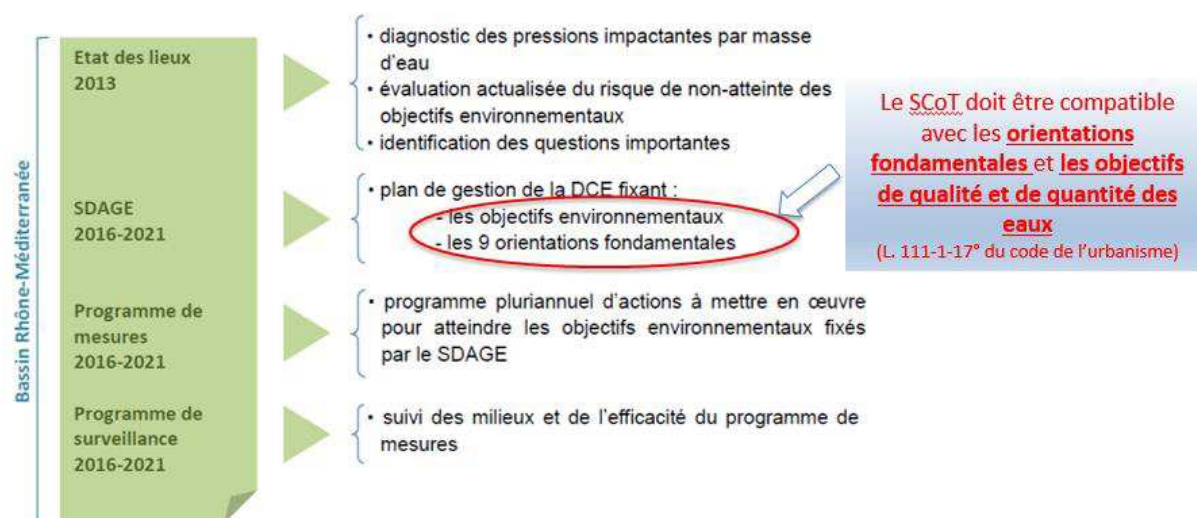 Bassin Rhône-Méditerranée
Etat des lieux
2013
• diagnostic des pressions impactantes par masse
d'eau
• évaluation actualisée du risque de non-atteinte des
objectifs environnementaux
• identification des questions importantes
SDAGE
2016-2021
• plan de gestion de la DCE fixant :
- les objectifs environnementaux
- les 9 orientations fondamentales
Le SCoT doit être compatible
avec les orientations
fondamentales et les objectifs
de qualité et de quantité des
eaux
(L. 111-1-17° du code de l'urbanisme)
Programme de
mesures
2016-2021
• programme pluriannuel d'actions à mettre en œuvre
pour atteindre les objectifs environnementaux fixés
par le SDAGE
Programme de
surveillance
2016-2021
• suivi des milieux et de l'efficacité du programme de
mesures